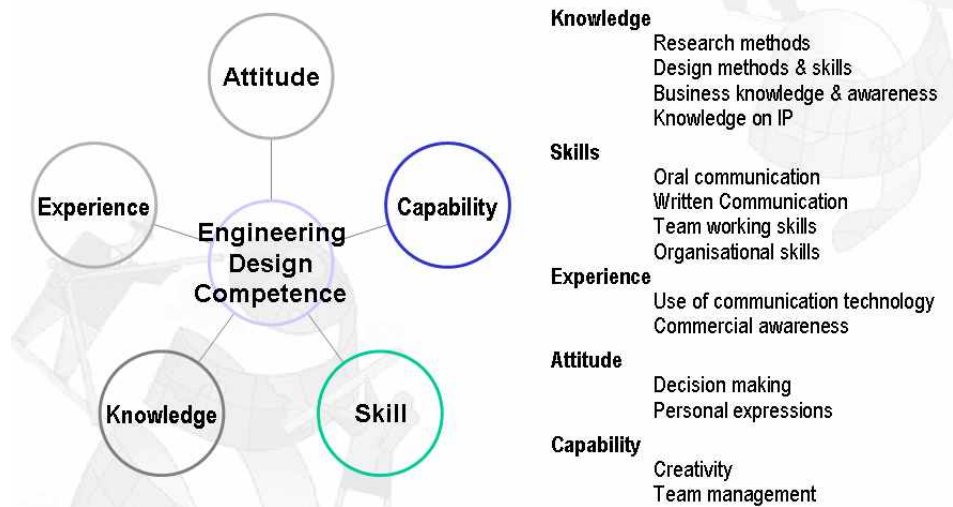 Attitude
Experience
Capability
Engineering
Design
Competence
Knowledge
Skill
Knowledge
Research methods
Design methods & skills
Business knowledge & awareness
Knowledge on IP
Skills
Oral communication
Written Communication
Team working skills
Organisational skills
Experience
Use of communication technology
Commercial awareness
Attitude
Decision making
Personal expressions
Capability
Creativity
Team management